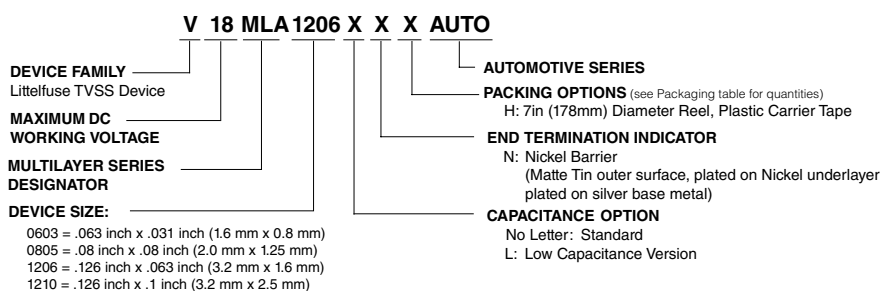 V 18 MLA 1206 X X X AUTO
DEVICE FAMILY
Littelfuse TVSS Device
MAXIMUM DC
WORKING VOLTAGE
MULTILAYER SERIES
DESIGNATOR
DEVICE SIZE:
0603 = .063 inch x .031 inch (1.6 mm x 0.8 mm)
0805 = .08 inch x .08 inch (2.0 mm x 1.25 mm)
1206 = .126 inch x .063 inch (3.2 mm x 1.6 mm)
1210 = .126 inch x .1 inch (3.2 mm x 2.5 mm)
AUTOMOTIVE SERIES
PACKING OPTIONS (see Packaging table for quantities)
H: 7in (178mm) Diameter Reel, Plastic Carrier Tape
END TERMINATION INDICATOR
N: Nickel Barrier
(Matte Tin outer surface, plated on Nickel underlayer
plated on silver base metal)
CAPACITANCE OPTION
No Letter: Standard
L: Low Capacitance Version